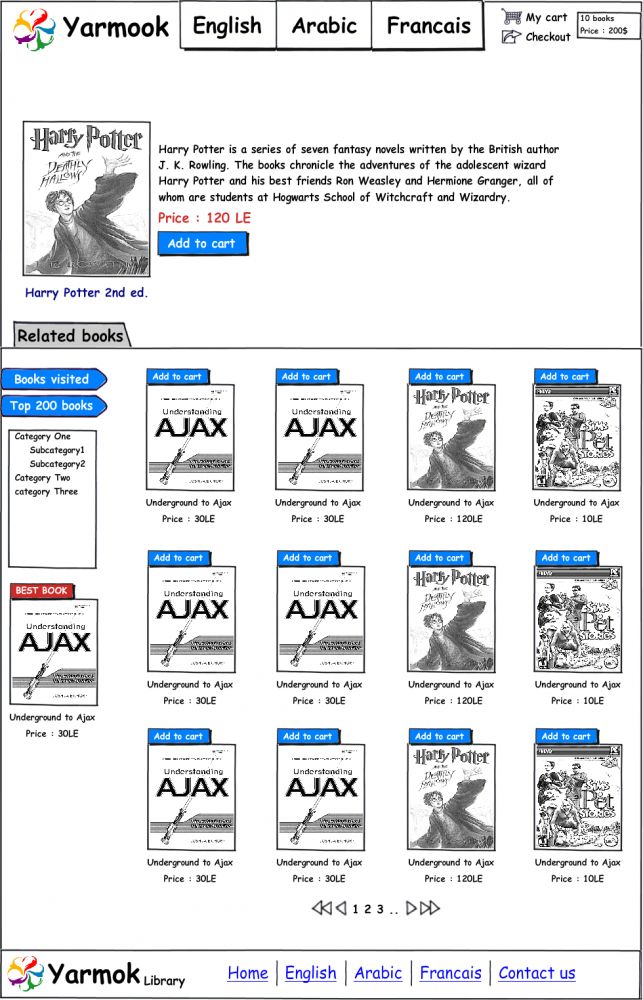 Yarmook
English
Arabic
Francais
My cart
Checkout
10 books
Price : 200$
Harry Potter
AND THE
DEATHLY
HALLOWS
Harry Potter is a series of seven fantasy novels written by the British author
J. K. Rowling. The books chronicle the adventures of the adolescent wizard
Harry Potter and his best friends Ron Weasley and Hermione Granger, all of
whom are students at Hogwarts School of Witchcraft and Wizardry.
Price : 120 LE
Add to cart
Harry Potter 2nd ed.
Related books
Books visited
Top 200 books
Category One
Subcategory1
Subcategory2
Category Two
category Three
BEST BOOK
Understanding
AJAX
Underground to Ajax
Price : 30LE
Add to cart
Add to cart
Add to cart
Add to cart
Understanding
AJAX
Understanding
AJAX
Harry Potter
AND THE
DEATHLY
HALLOWS
Pet
Stories
Underground to Ajax
Underground to Ajax
Underground to Ajax
Underground to Ajax
Price : 30LE
Price : 30LE
Price : 120LE
Price : 10LE
Add to cart
Add to cart
Add to cart
Add to cart
Understanding
AJAX
Understanding
AJAX
Harry Potter
AND THE
DEATHLY
HALLOWS
Pet
Stories
Underground to Ajax
Underground to Ajax
Underground to Ajax
Underground to Ajax
Price : 30LE
Price : 30LE
Price : 120LE
Price : 10LE
Add to cart
Add to cart
Add to cart
Add to cart
Understanding
AJAX
Understanding
AJAX
Harry Potter
AND THE
DEATHLY
HALLOWS
Pet
Stories
Underground to Ajax
Underground to Ajax
Underground to Ajax
Underground to Ajax
Price : 30LE
Price : 30LE
Price : 120LE
Price : 10LE
1 2 3 ..
Yarmok Library
Home
English
Arabic
Francais
Contact us